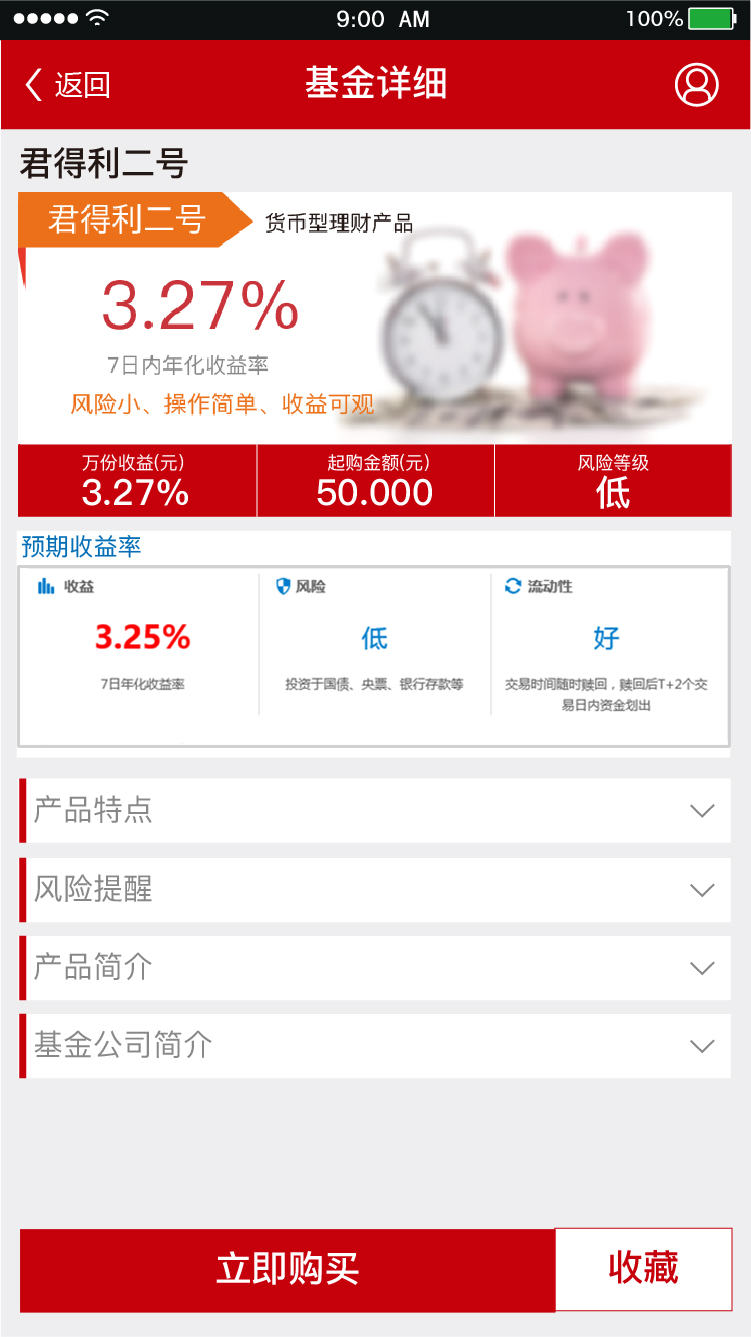 9:00 AM 100%
返回 基金详细
君得利二号
君得利二号 货币型理财产品
3.27%
7日内年化收益率
风险小、操作简单、收益可观
万份收益(元) 起购金额(元) 风险等级
3.27% 50.000 低
预期收益率
收益 风险 流动性
3.25% 低 好
7日年化收益率 投资于国债、央票、银行存款等 交易时间随时赎回，赎回后T+2个交
易日内资金划出
产品特点
风险提醒
产品简介
基金公司简介
立即购买 收藏